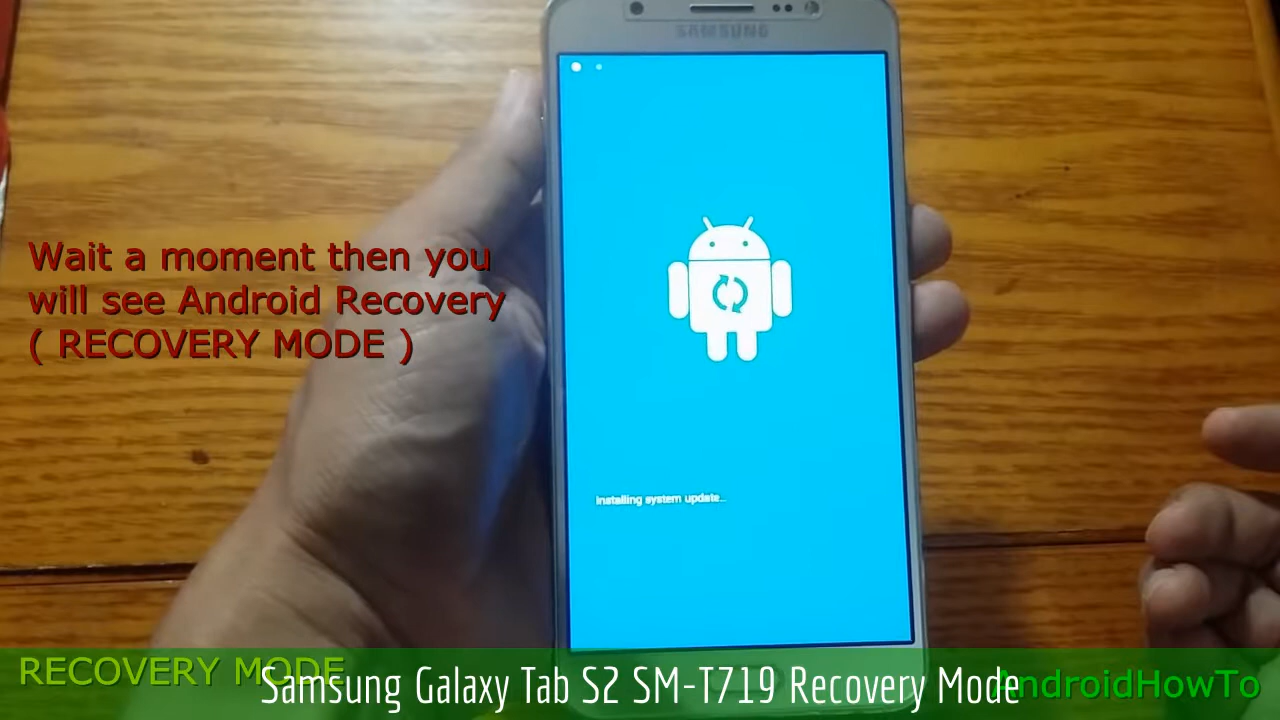 SAMSUNG
Wait a moment then you
will see Android Recovery
( RECOVERY MODE )
Installing system update...
RECOVERY MODE
Samsung Galaxy Tab S2 SM-T719 Recovery Mode
AndroidHowTo